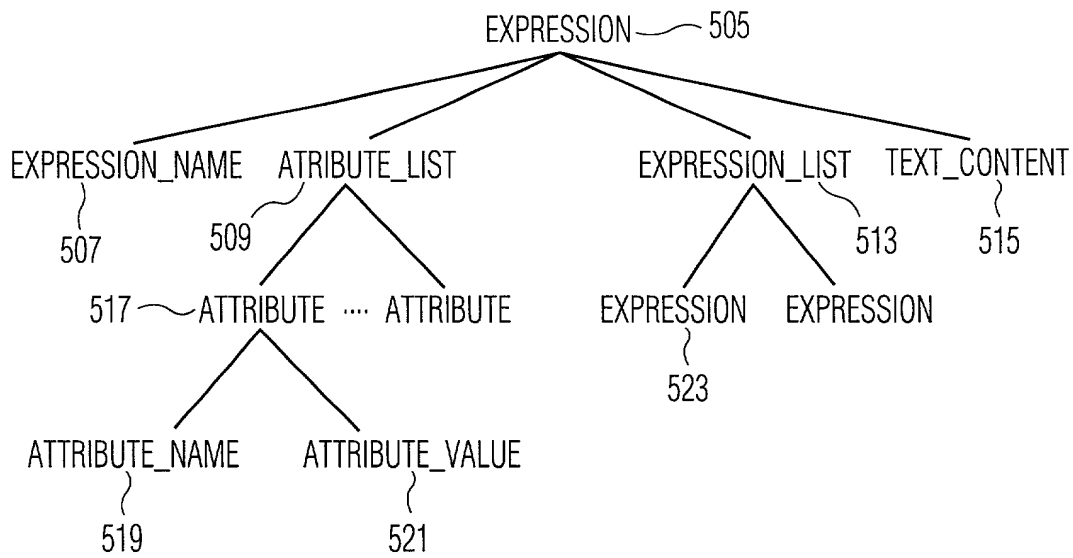 EXPRESSION 505
EXPRESSION_NAME ATRIBUTE_LIST EXPRESSION_LIST TEXT_CONTENT
507 509 513 515
517 ATTRIBUTE .... ATTRIBUTE EXPRESSION EXPRESSION
523
ATTRIBUTE_NAME ATTRIBUTE_VALUE
519 521